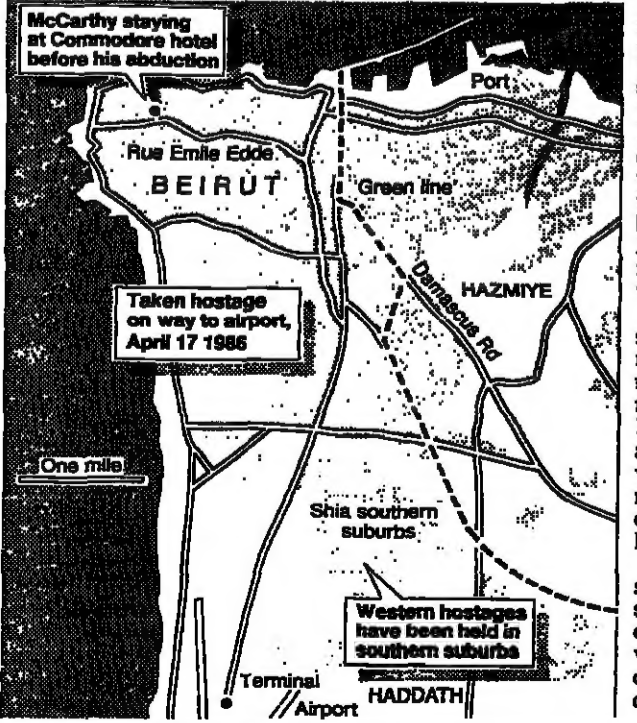 McCarthy staying
at Commodore hotel
before his abduction
Port
Rue Emile Edde
BEIRUT
Green line
Damascus Rd
HAZMIYE
Taken hostage
on way to airport,
April 17 1986
One mile
Shia southern
suburbs
Western hostages
have been held in
southern suburbs
Terminal
Airport
HADDATH